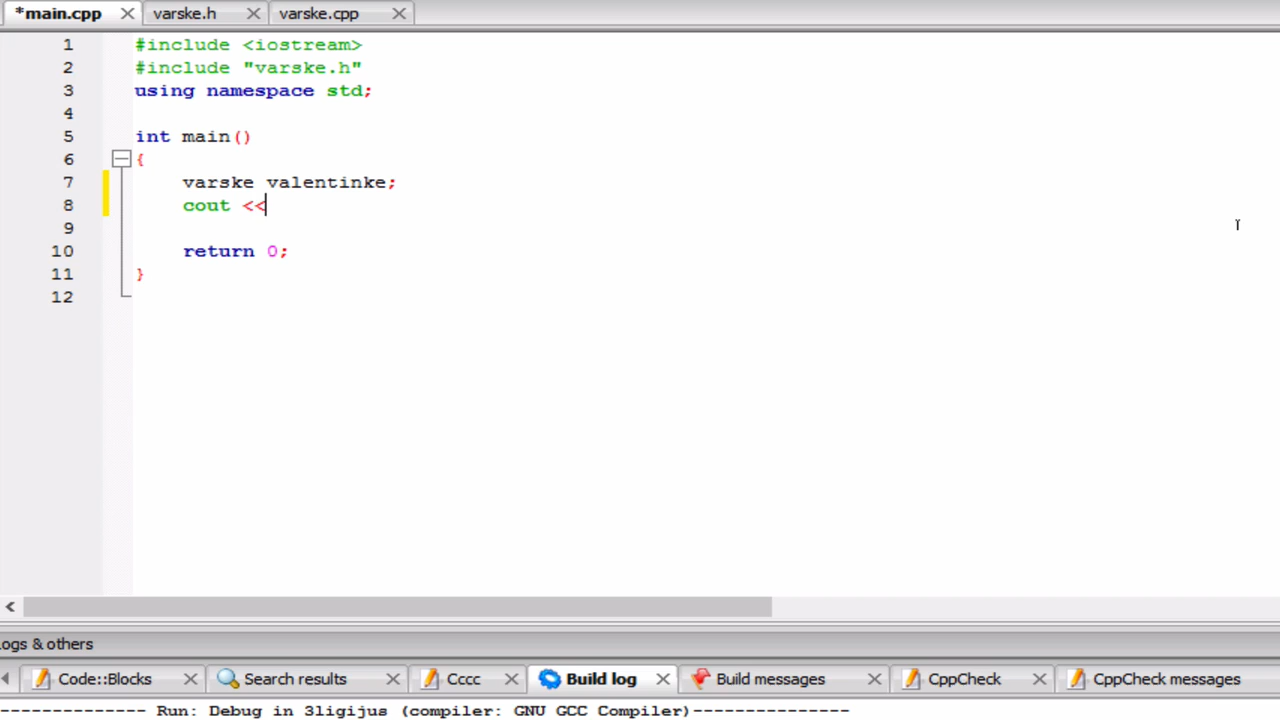 *main.cpp varske.h varske.cpp
1 #include <iostream>
2 #include "varske.h"
3 using namespace std;
4
5 int main()
6 {
7 varske valentinke;
8 cout <<
9
10 return 0;
11 }
12
ogs & others
Code::Blocks Search results Cccc Build log Build messages CppCheck CppCheck messages
-------------- Run: Debug in 3ligijus (compiler: GNU GCC Compiler)---------------